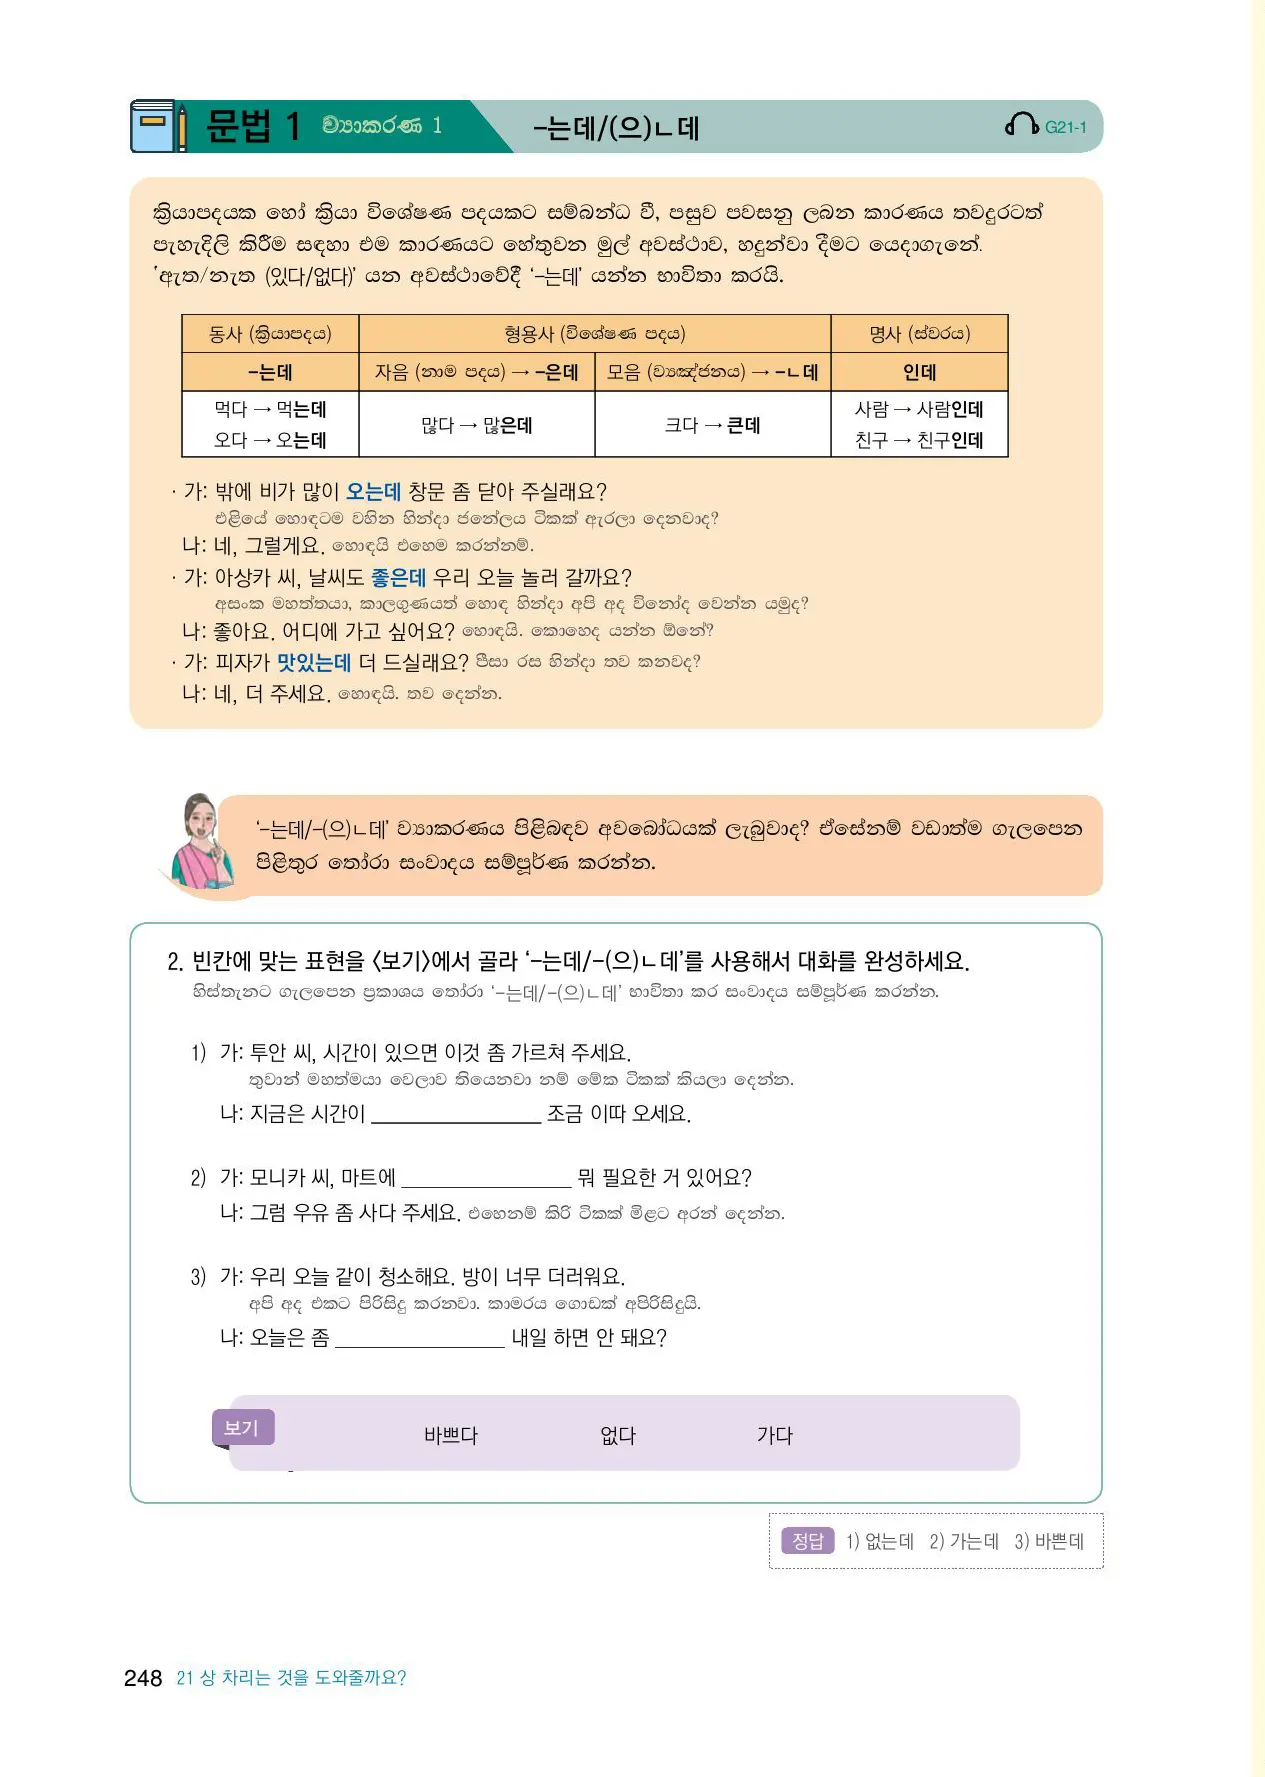 문법 1 ව්‍යාකරණ 1 -는데/(으)ㄴ데 G21-1
ක්‍රියාපදයක හෝ ක්‍රියා විශේෂණ පදයකට සම්බන්ධ වී, පසුව පවසනු ලබන කාරණය තවදුරටත්
පැහැදිලි කිරීම සඳහා එම කාරණයට හේතුවන මුල් අවස්ථාව, හඳුන්වා දීමට යෙදාගැනේ.
'ඇත/නැත (있다/없다)' යන අවස්ථාවේදී '-는데' යන්න භාවිතා කරයි.
동사 (ක්‍රියාපදය) 형용사 (විශේෂණ පදය) 명사 (ස්වරය)
-는데 자음 (නාම පදය) → -은데 모음 (ව්‍යඤ්ජනය) → -ㄴ데 인데
먹다 → 먹는데 많다 → 많은데 크다 → 큰데 사람 → 사람인데
오다 → 오는데 친구 → 친구인데
· 가: 밖에 비가 많이 오는데 창문 좀 닫아 주실래요?
එළියේ හොඳටම වහින හින්දා ජනේලය ටිකක් ඇරලා දෙනවාද?
나: 네, 그럴게요. හොඳයි එහෙම කරන්නම්.
· 가: 아상카 씨, 날씨도 좋은데 우리 오늘 놀러 갈까요?
අසංක මහත්තයා, කාලගුණයත් හොඳ හින්දා අපි අද විනෝද වෙන්න යමුද?
나: 좋아요. 어디에 가고 싶어요? හොඳයි. කොහෙද යන්න ඕනේ?
· 가: 피자가 맛있는데 더 드실래요? පීසා රස හින්දා තව කනවද?
나: 네, 더 주세요. හොඳයි. තව දෙන්න.
'-는데/-(으)ㄴ데' ව්‍යාකරණය පිළිබඳව අවබෝධයක් ලැබුවාද? ඒසේනම් වඩාත්ම ගැලපෙන
පිළිතුර තෝරා සංවාදය සම්පූර්ණ කරන්න.
2. 빈칸에 맞는 표현을 <보기>에서 골라 '-는데/-(으)ㄴ데'를 사용해서 대화를 완성하세요.
හිස්තැනට ගැලපෙන ප්‍රකාශය තෝරා '-는데/-(으)ㄴ데' භාවිතා කර සංවාදය සම්පූර්ණ කරන්න.
1) 가: 투안 씨, 시간이 있으면 이것 좀 가르쳐 주세요.
තුවාන් මහත්මයා වෙලාව තියෙනවා නම් මේක ටිකක් කියලා දෙන්න.
나: 지금은 시간이 ________________ 조금 이따 오세요.
2) 가: 모니카 씨, 마트에 ________________ 뭐 필요한 거 있어요?
나: 그럼 우유 좀 사다 주세요. එහෙනම් කිරි ටිකක් මිළට අරන් දෙන්න.
3) 가: 우리 오늘 같이 청소해요. 방이 너무 더러워요.
අපි අද එකට පිරිසිදු කරනවා. කාමරය ගොඩක් අපිරිසිදුයි.
나: 오늘은 좀 ________________ 내일 하면 안 돼요?
보기 바쁘다 없다 가다
정답 1) 없는데 2) 가는데 3) 바쁜데
248 21 상 차리는 것을 도와줄까요?